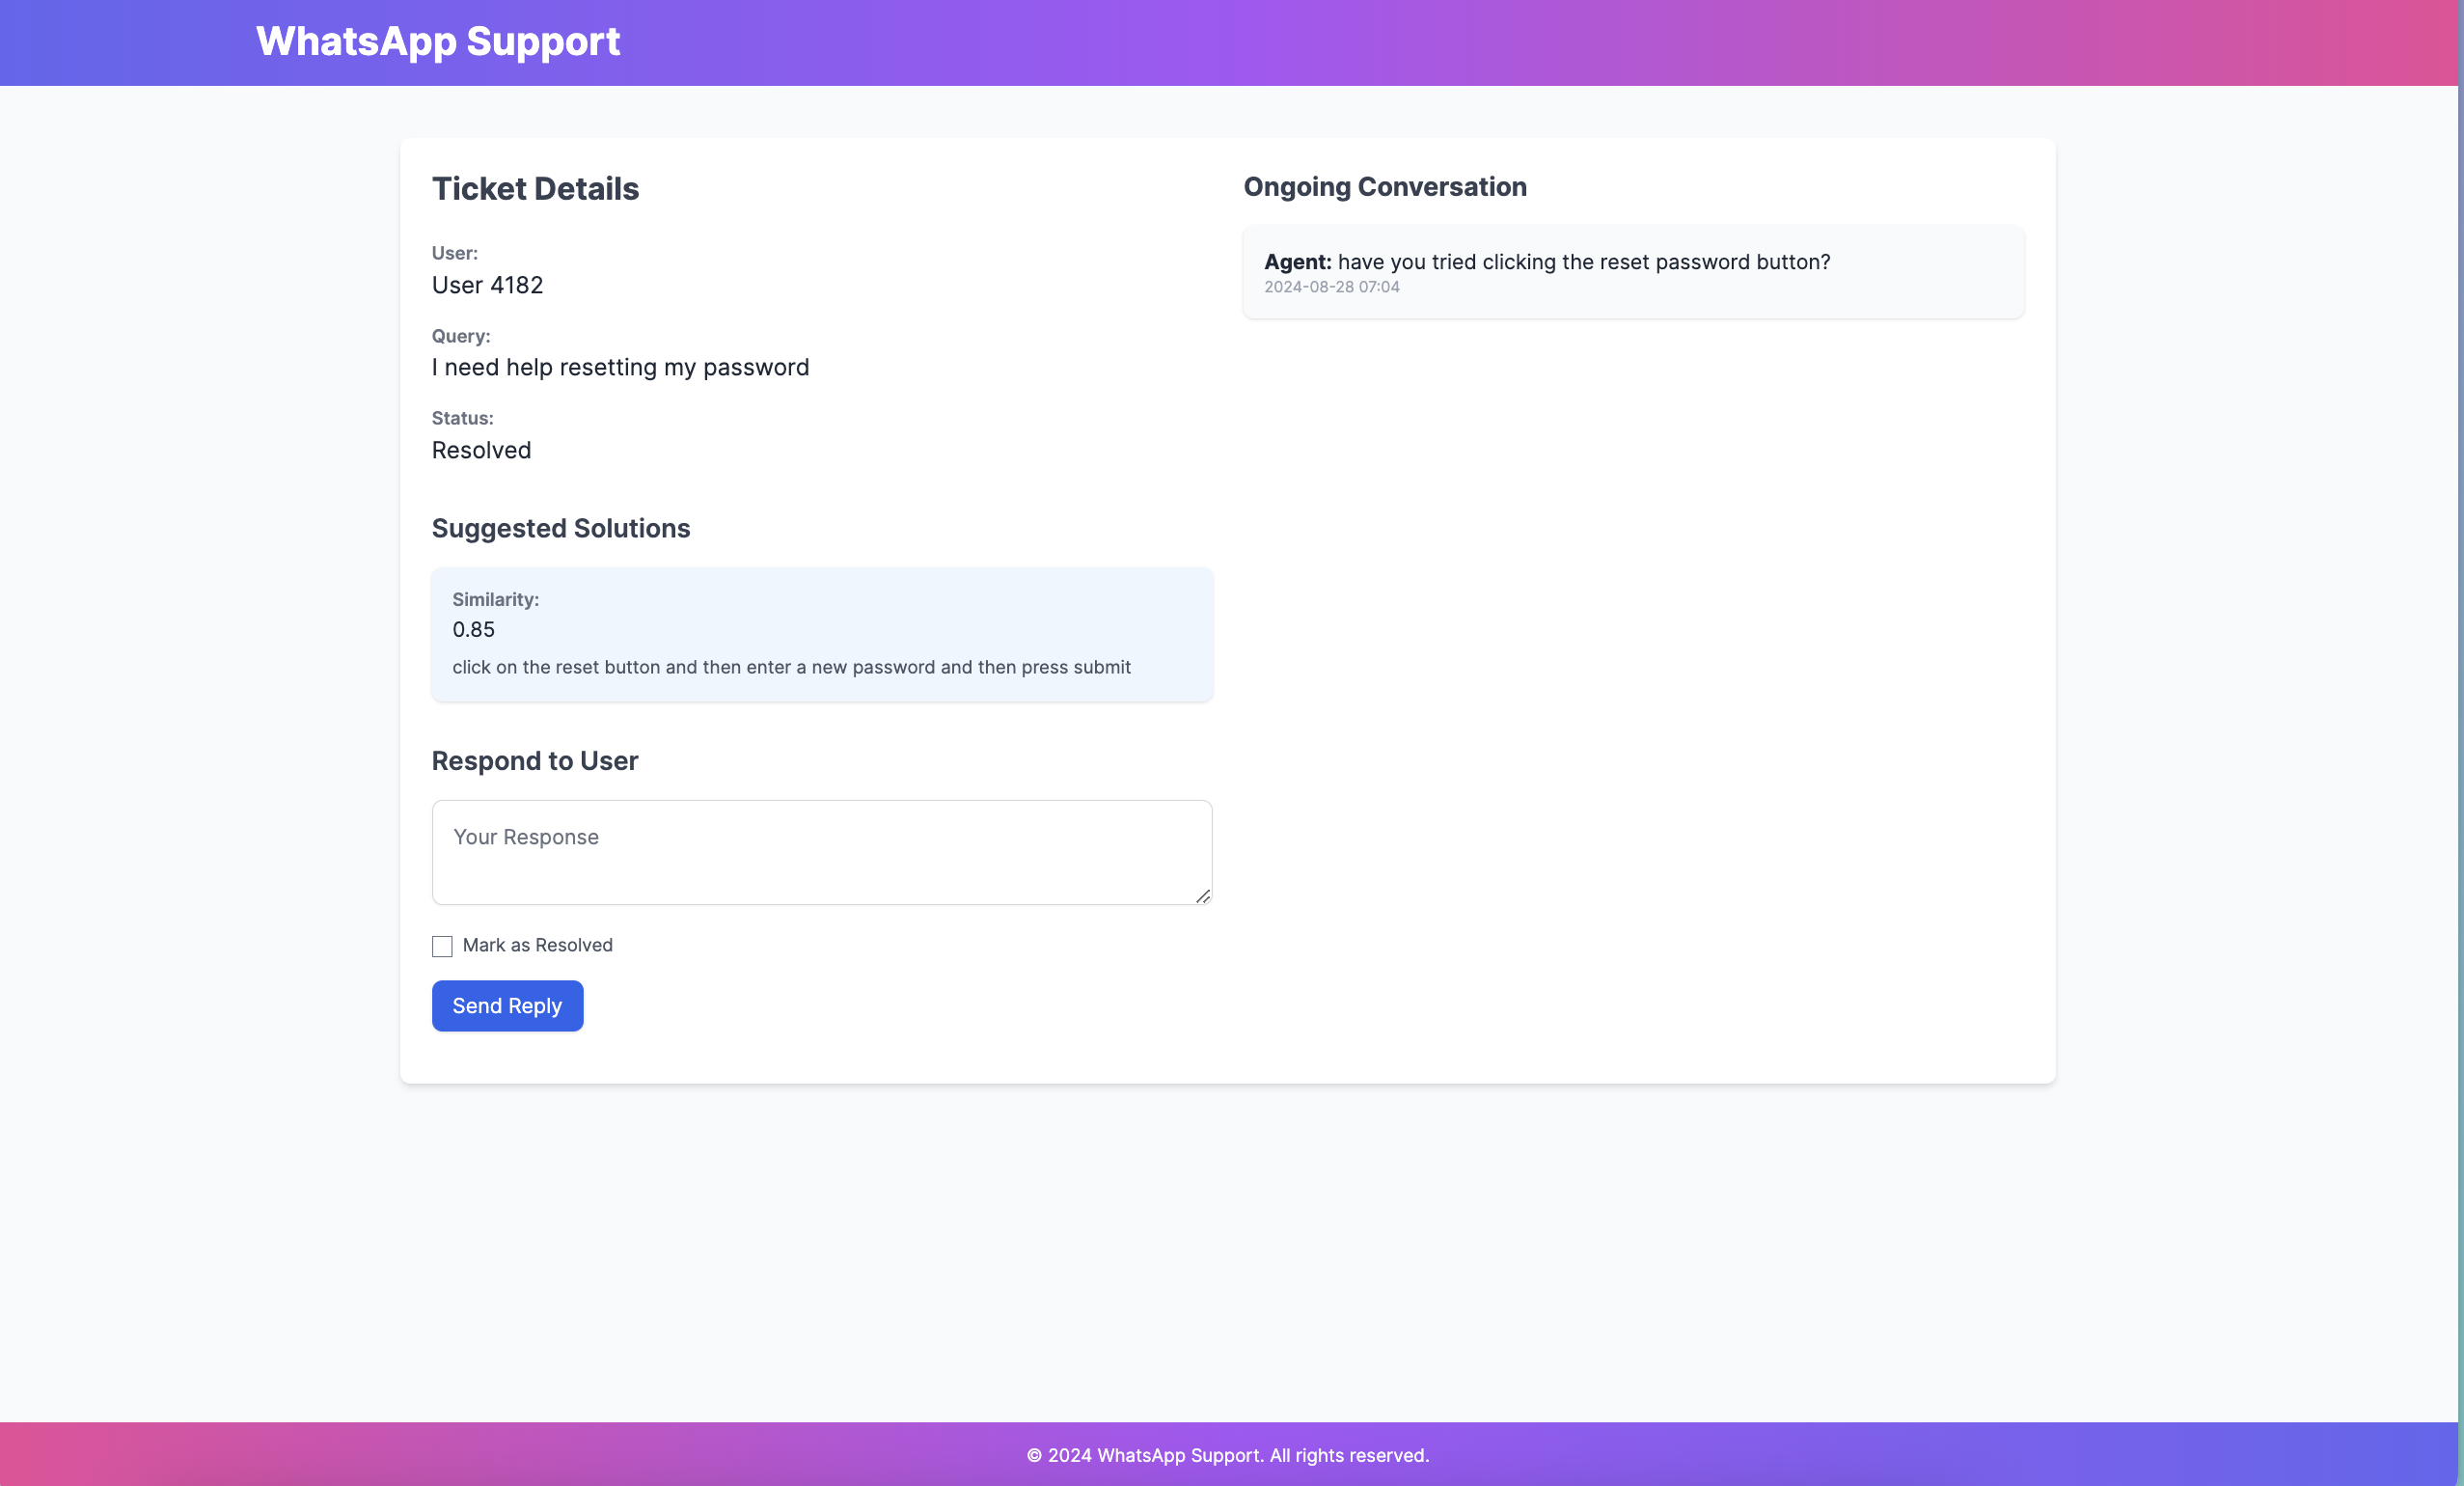 WhatsApp Support
Ticket Details
User:
User 4182
Query:
I need help resetting my password
Status:
Resolved
Suggested Solutions
Similarity:
0.85
click on the reset button and then enter a new password and then press submit
Respond to User
Your Response
Mark as Resolved
Send Reply
Ongoing Conversation
Agent: have you tried clicking the reset password button?
2024-08-28 07:04
© 2024 WhatsApp Support. All rights reserved.